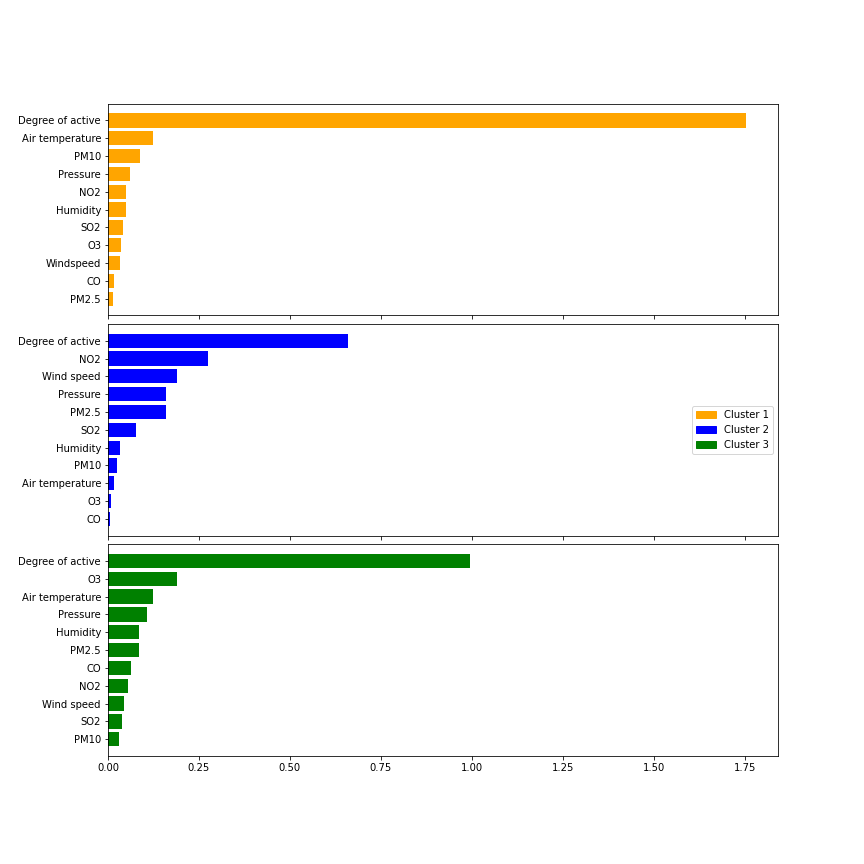 Degree of active
Air temperature
PM10
Pressure
NO2
Humidity
SO2
O3
Windspeed
CO
PM2.5
Degree of active
NO2
Wind speed
Pressure
PM2.5
SO2
Humidity
PM10
Air temperature
O3
CO
Cluster 1
Cluster 2
Cluster 3
Degree of active
O3
Air temperature
Pressure
Humidity
PM2.5
CO
NO2
Wind speed
SO2
PM10
0.00 0.25 0.50 0.75 1.00 1.25 1.50 1.75